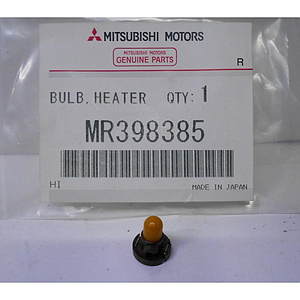 MITSUBISHI MOTORS
MITSUBISHI MOTORS
GENUINE PARTS
R
BULB, HEATER QTY: 1
MR398385
HI MADE IN JAPAN